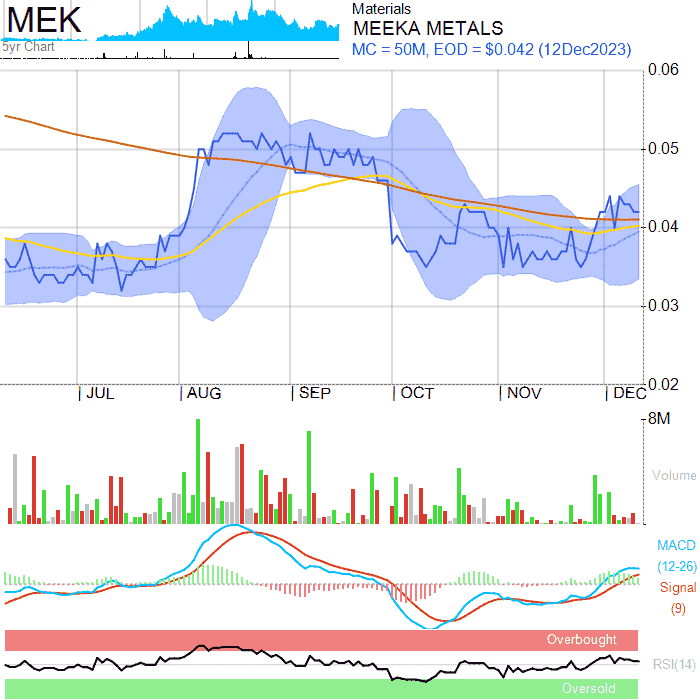 MEK
5yr Chart
Materials
MEEKA METALS
MC = 50M, EOD = $0.042 (12Dec2023)
0.06
0.05
0.04
0.03
0.02
JUL AUG SEP OCT NOV DEC
8M
Volume
MACD
(12-26)
Signal
(9)
Overbought
RSI(14)
Oversold